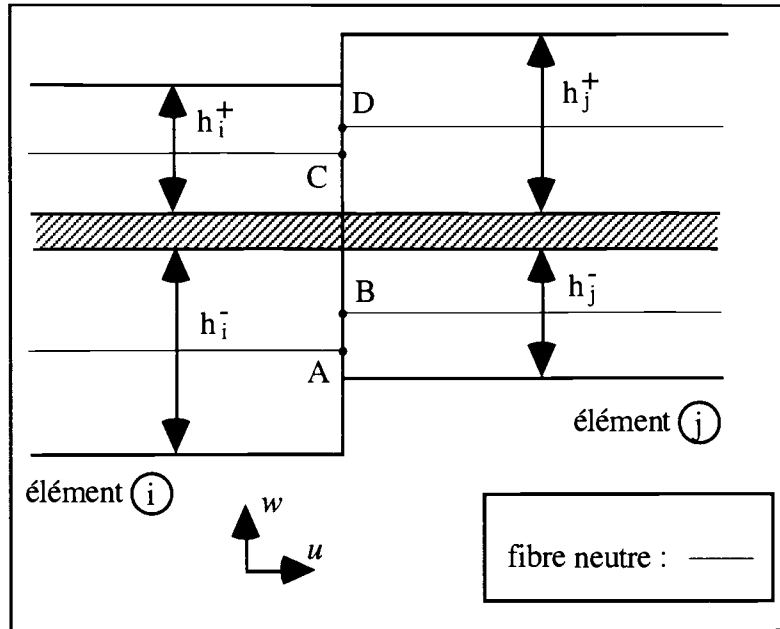 D
h_i^+
h_j^+
C
B
h_i^-
h_j^-
A
élément j
élément i
w
u
fibre neutre :